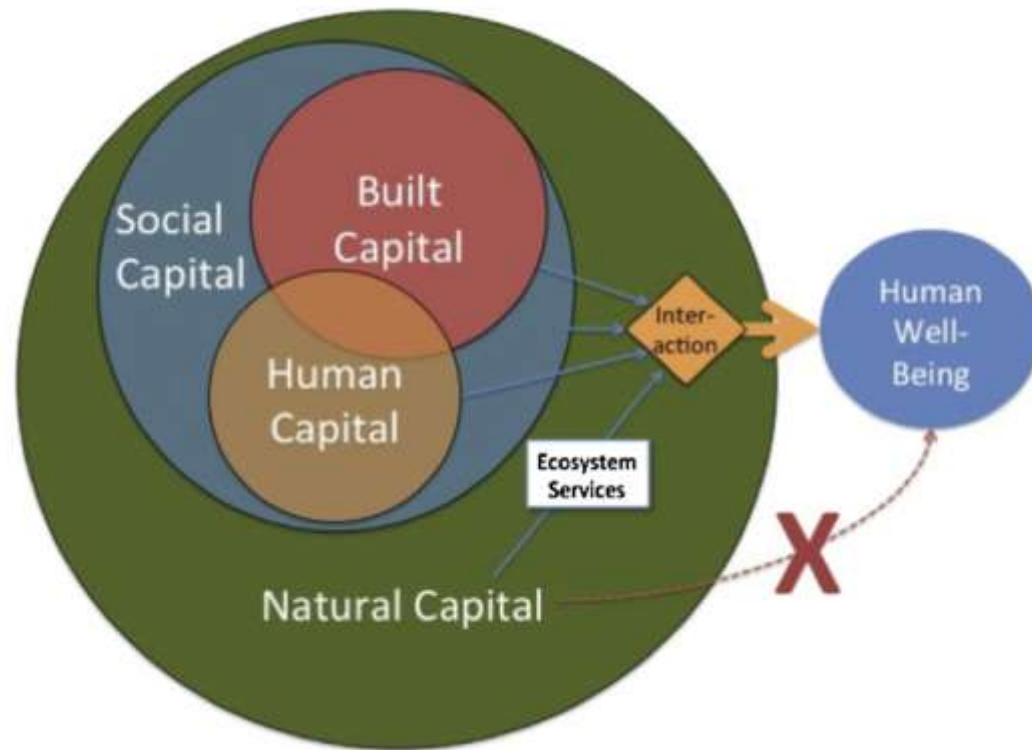 Built
Capital
Social
Capital
Human
Capital
Inter-
action
Human
Well-
Being
Ecosystem
Services
Natural Capital
X